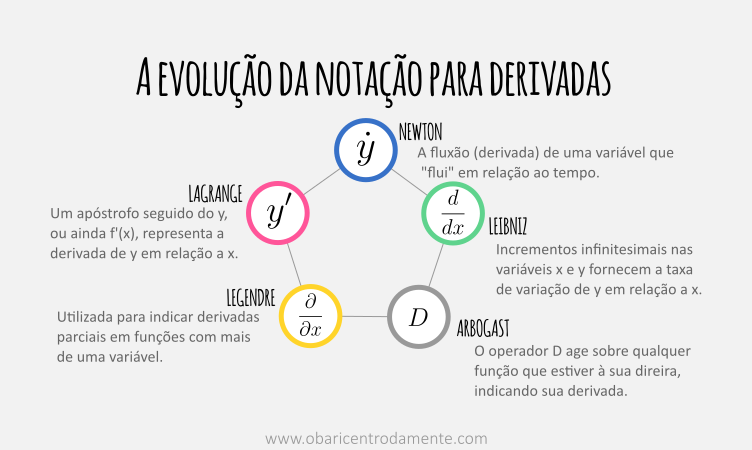 A EVOLUÇÃO DA NOTAÇÃO PARA DERIVADAS
ẏ
NEWTON
A fluxão (derivada) de uma variável que
"flui" em relação ao tempo.
d/dx
LEIBNIZ
Incrementos infinitesimais nas
variáveis x e y fornecem a taxa
de variação de y em relação a x.
D
ARBOGAST
O operador D age sobre qualquer
função que estiver à sua direira,
indicando sua derivada.
∂/∂x
LEGENDRE
Utilizada para indicar derivadas
parciais em funções com mais
de uma variável.
y′
LAGRANGE
Um apóstrofo seguido do y,
ou ainda f'(x), representa a
derivada de y em relação a x.
www.obaricentrodamente.com